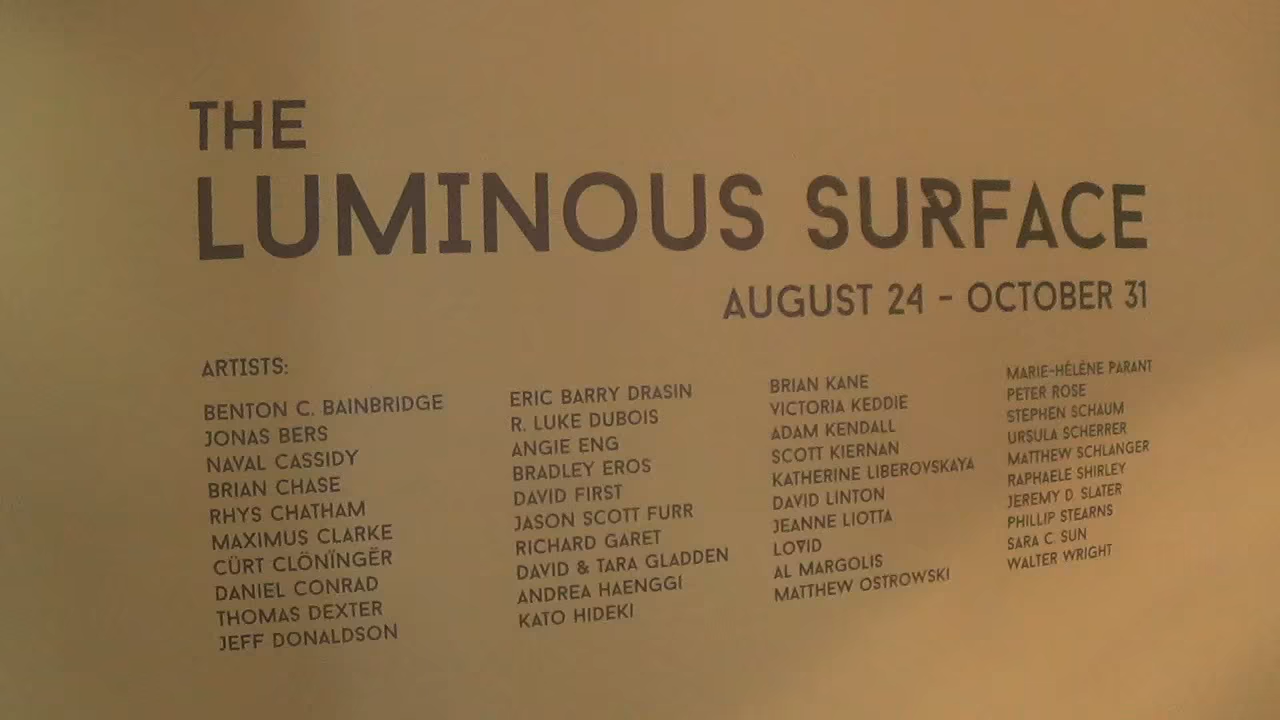 THE
LUMINOUS SURFACE
AUGUST 24 - OCTOBER 31
ARTISTS:
BENTON C. BAINBRIDGE
JONAS BERS
NAVAL CASSIDY
BRIAN CHASE
RHYS CHATHAM
MAXIMUS CLARKE
CÜRT CLÖNÏNGËR
DANIEL CONRAD
THOMAS DEXTER
JEFF DONALDSON
ERIC BARRY DRASIN
R. LUKE DUBOIS
ANGIE ENG
BRADLEY EROS
DAVID FIRST
JASON SCOTT FURR
RICHARD GARET
DAVID & TARA GLADDEN
ANDREA HAENGGI
KATO HIDEKI
BRIAN KANE
VICTORIA KEDDIE
ADAM KENDALL
SCOTT KIERNAN
KATHERINE LIBEROVSKAYA
DAVID LINTON
JEANNE LIOTTA
LOVID
AL MARGOLIS
MATTHEW OSTROWSKI
MARIE-HÉLÈNE PARANT
PETER ROSE
STEPHEN SCHAUM
URSULA SCHERRER
MATTHEW SCHLANGER
RAPHAELE SHIRLEY
JEREMY D. SLATER
PHILLIP STEARNS
SARA C. SUN
WALTER WRIGHT